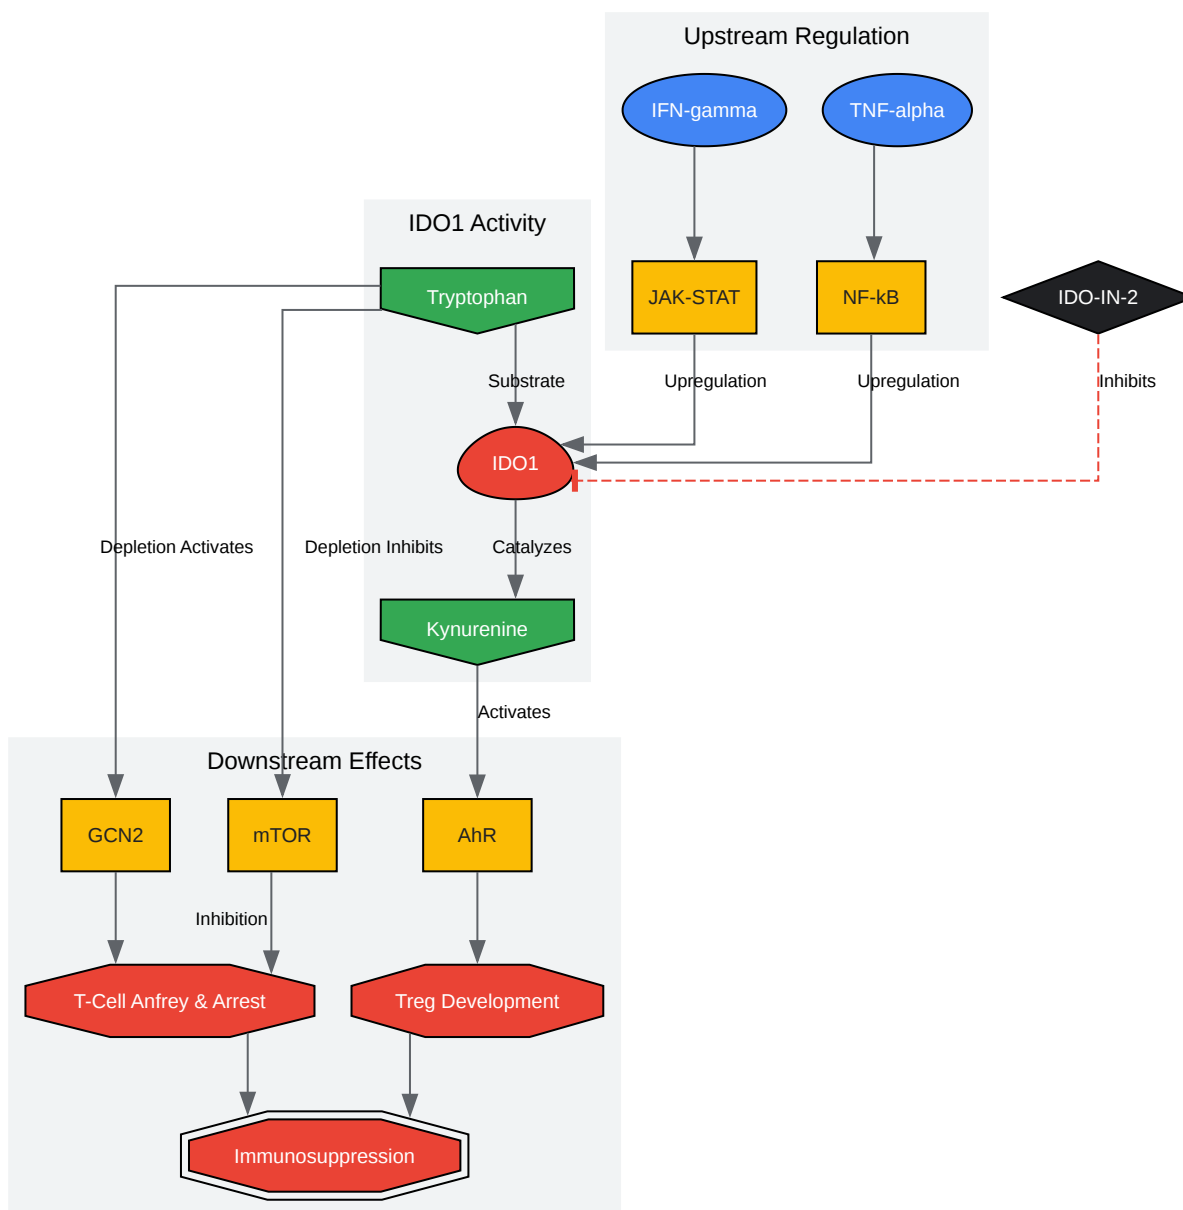 Upstream Regulation
IFN-gamma
TNF-alpha
IDO1 Activity
Tryptophan
JAK-STAT
NF-kB
IDO-IN-2
Substrate
Upregulation
Upregulation
Inhibits
IDO1
Depletion Activates
Depletion Inhibits
Catalyzes
Kynurenine
Activates
Downstream Effects
GCN2
mTOR
AhR
Inhibition
T-Cell Anfrey & Arrest
Treg Development
Immunosuppression